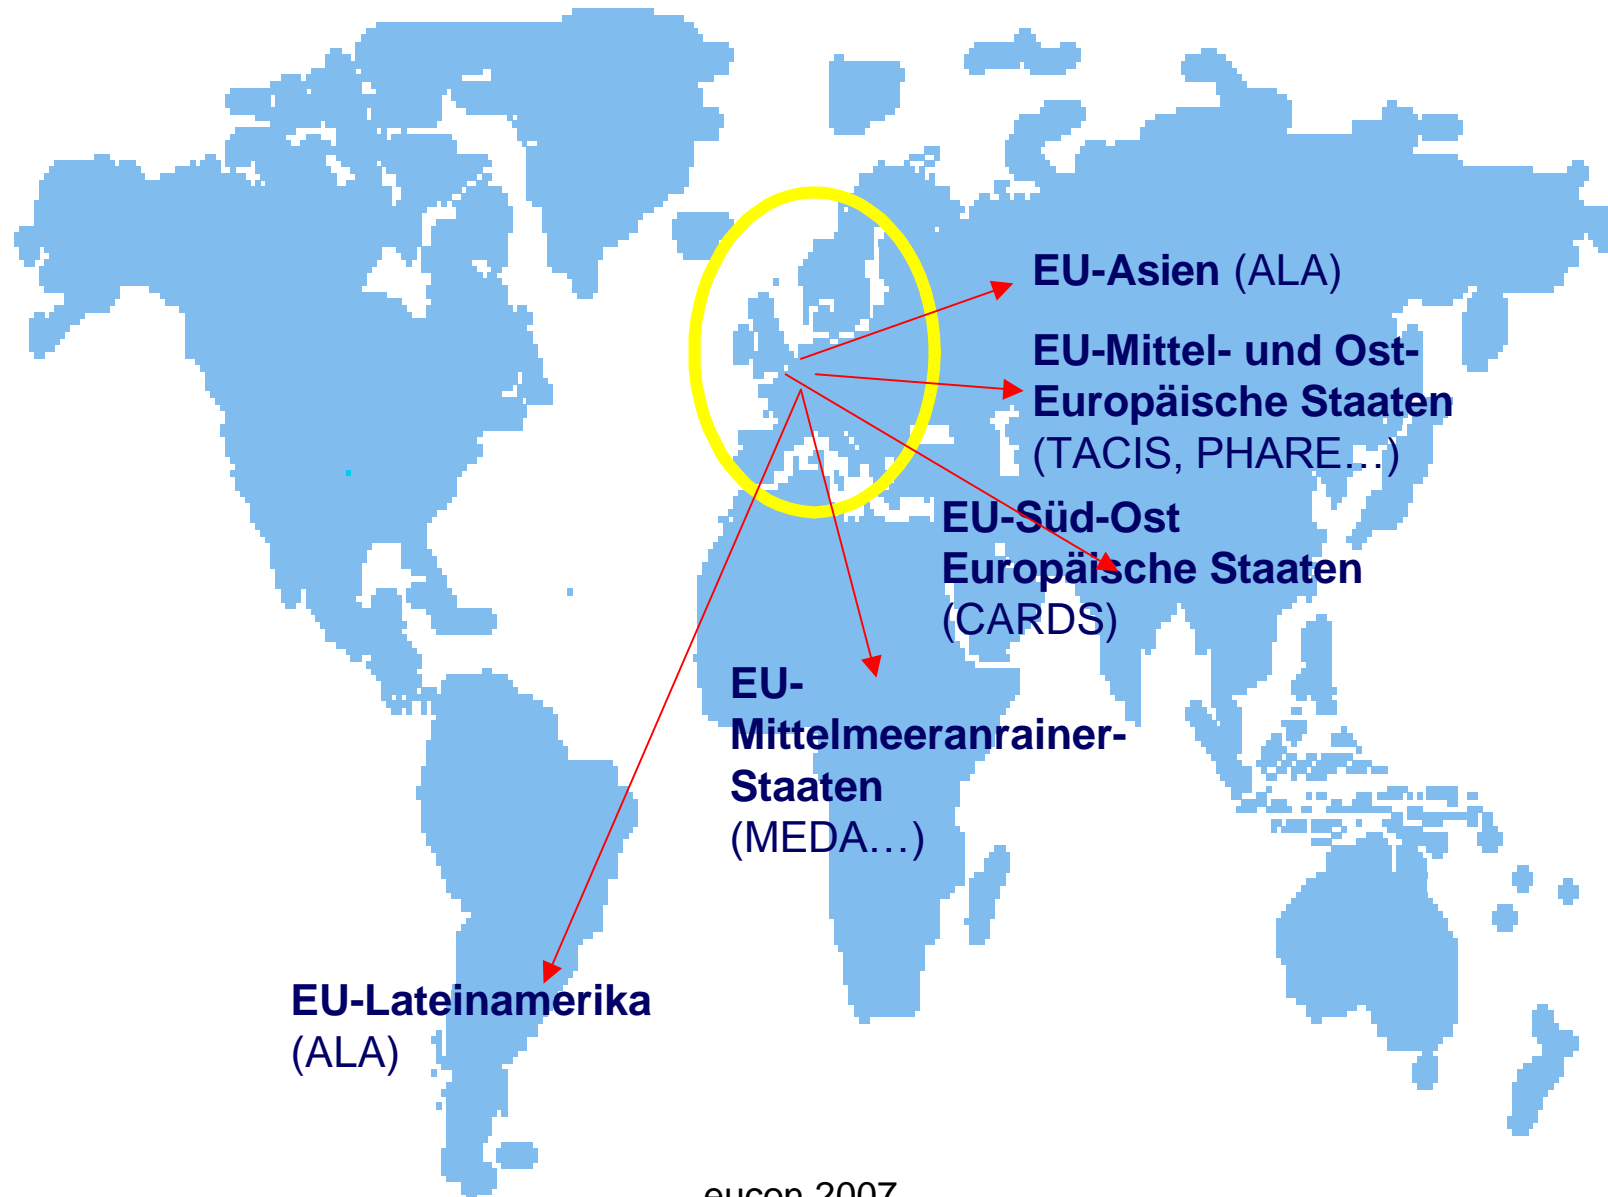 EU-Asien (ALA)
EU-Mittel- und Ost-
Europäische Staaten
(TACIS, PHARE…)
EU-Süd-Ost
Europäische Staaten
(CARDS)
EU-
Mittelmeeranrainer-
Staaten
(MEDA…)
EU-Lateinamerika
(ALA)
eucon 2007